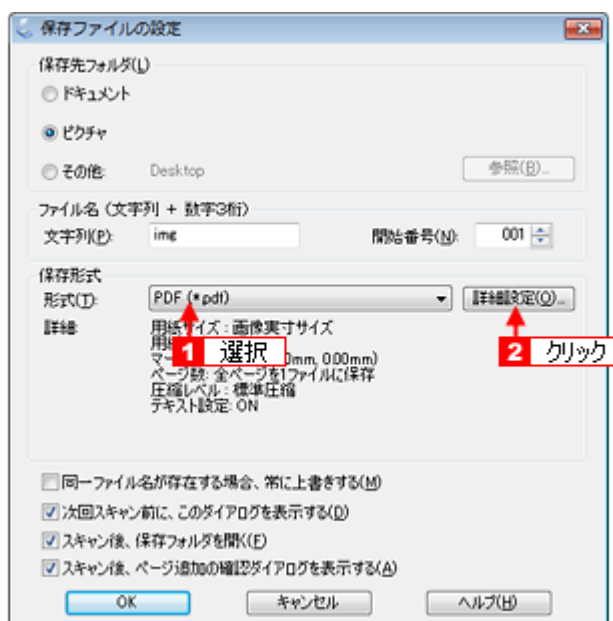 保存ファイルの設定
保存先フォルダ(L)
ドキュメント
ピクチャ
その他: Desktop 参照(B)...
ファイル名 (文字列 + 数字3桁)
文字列(P): img 開始番号(N): 001
保存形式
形式(T): PDF (*.pdf) 詳細設定(O)...
詳細: 用紙サイズ : 画像実寸サイズ
1 選択
2 クリック
0mm, 0.00mm)
ページ数: 全ページを1ファイルに保存
圧縮レベル : 標準圧縮
テキスト設定: ON
同一ファイル名が存在する場合、常に上書きする(M)
次回スキャン前に、このダイアログを表示する(D)
スキャン後、保存フォルダを開く(F)
スキャン後、ページ追加の確認ダイアログを表示する(A)
OK キャンセル ヘルプ(H)